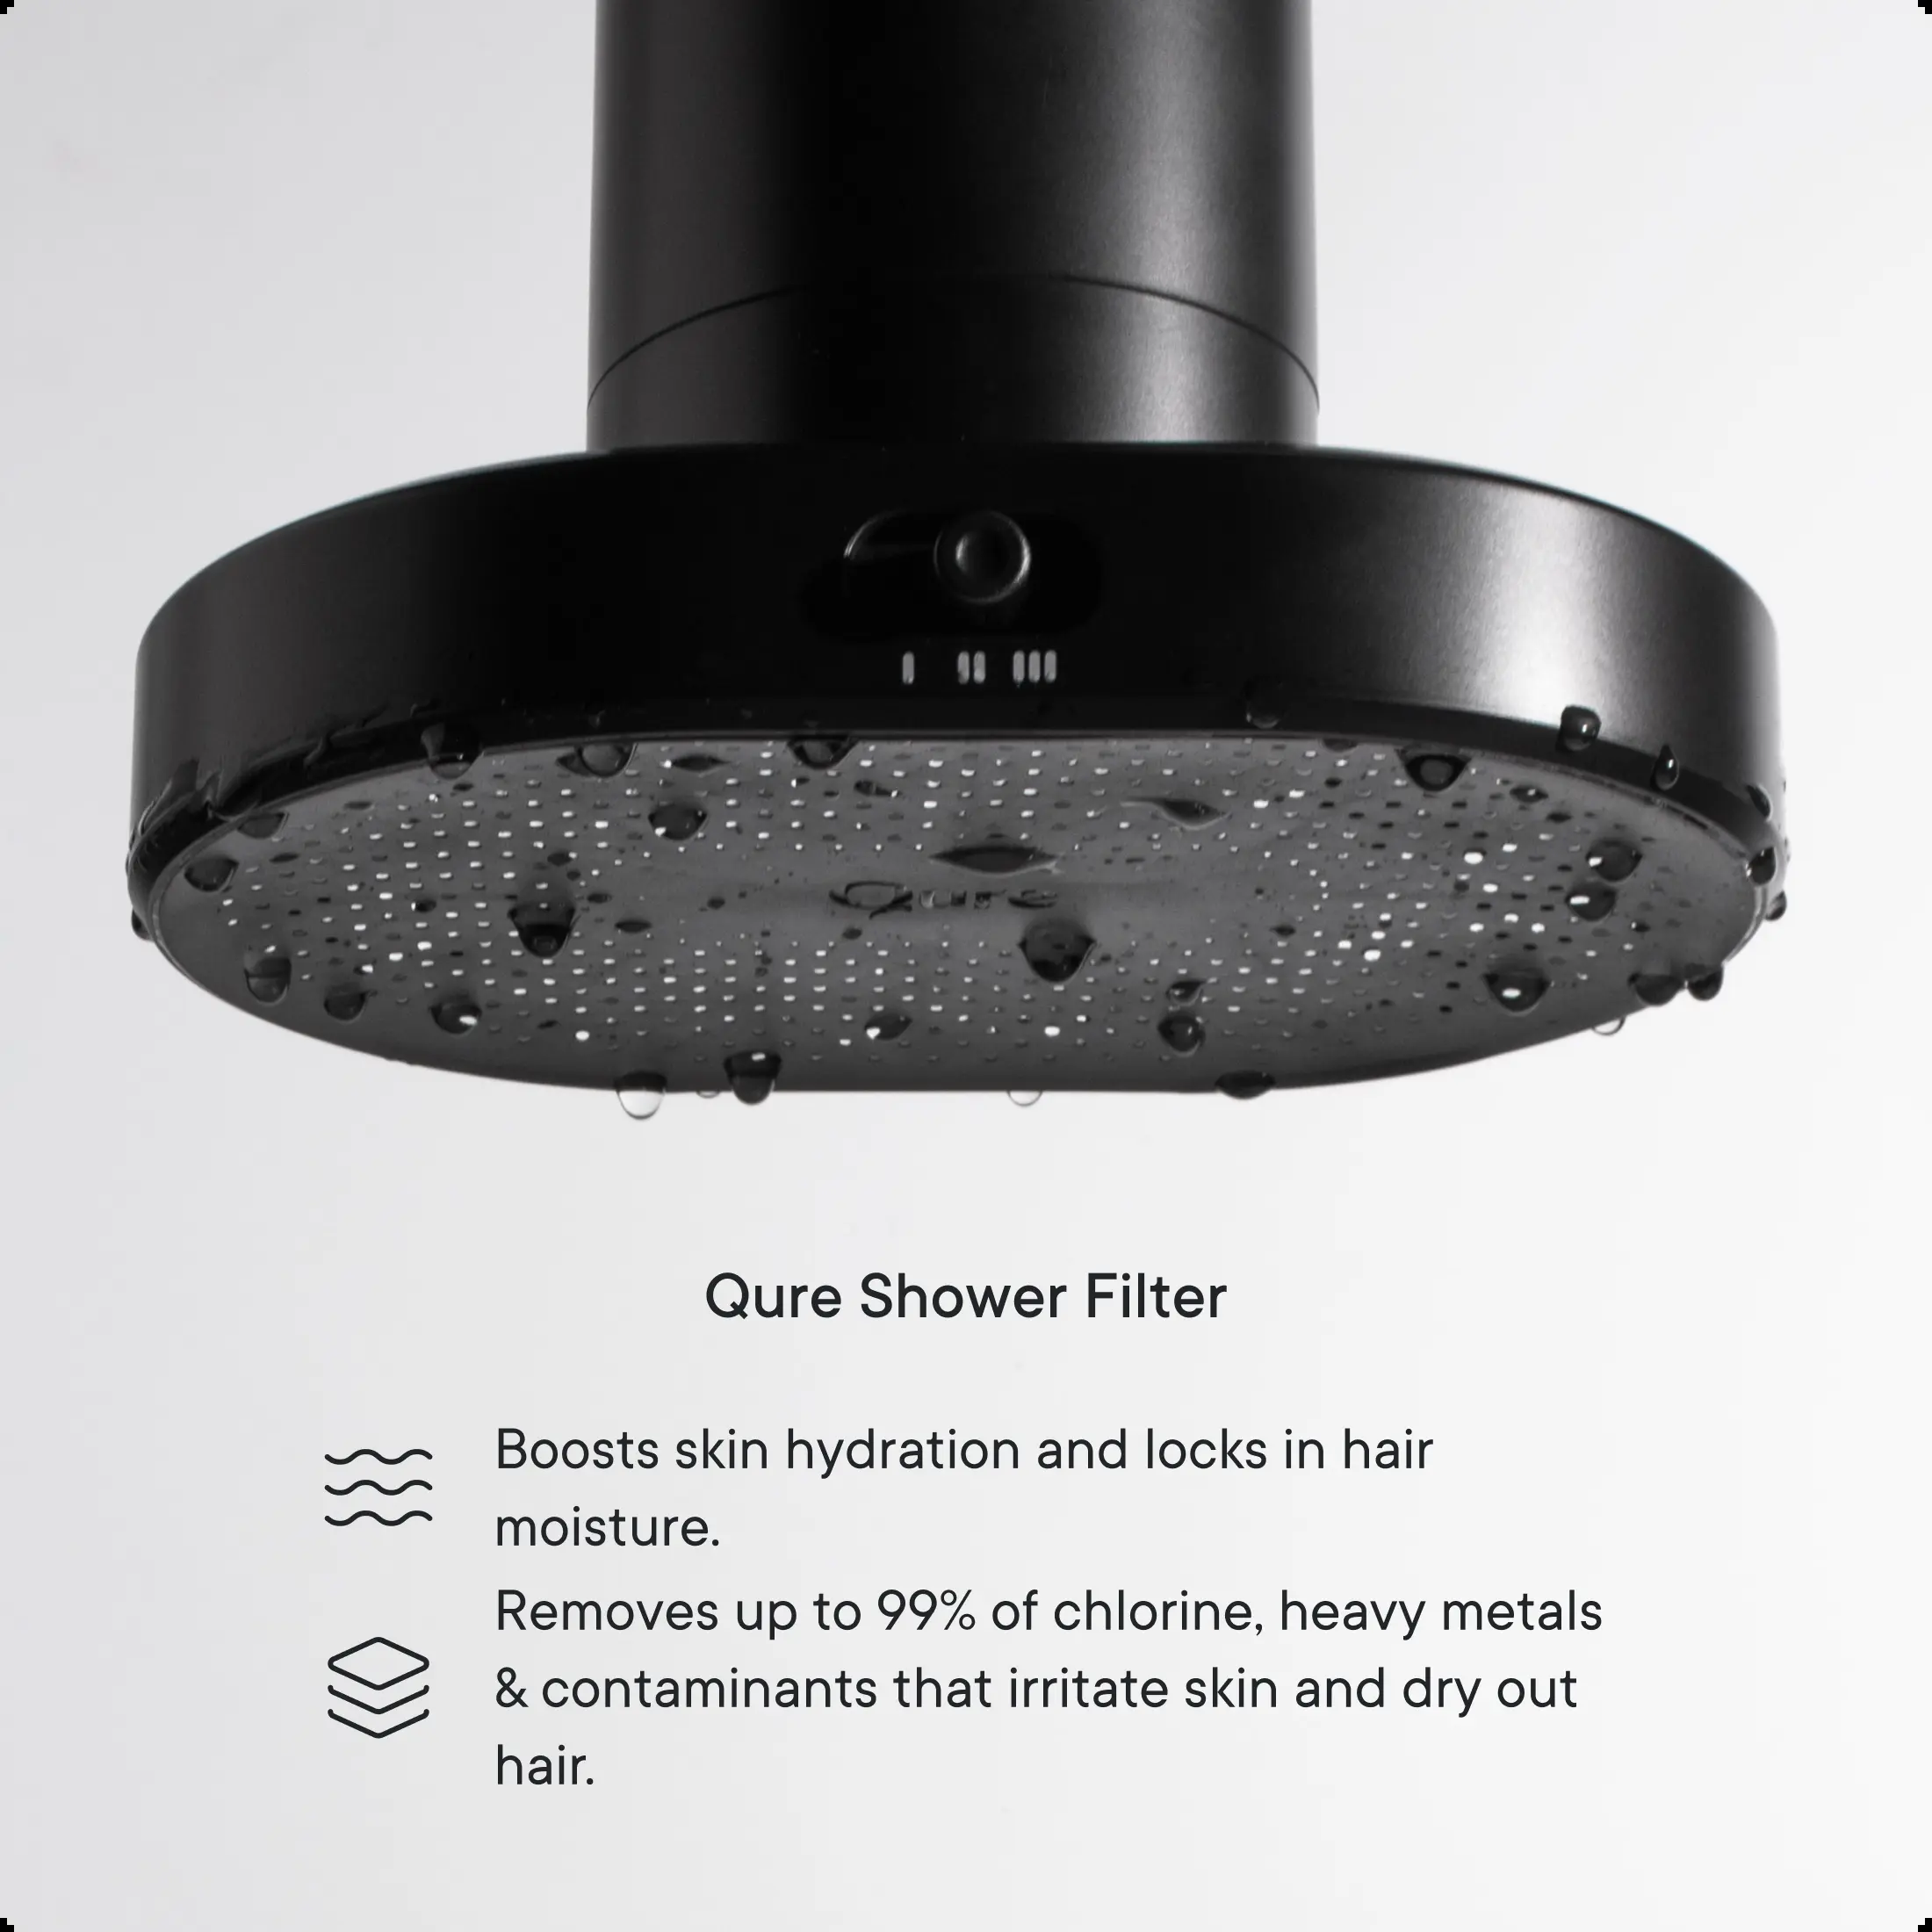 Qure
Qure Shower Filter
Boosts skin hydration and locks in hair
moisture.
Removes up to 99% of chlorine, heavy metals
& contaminants that irritate skin and dry out
hair.